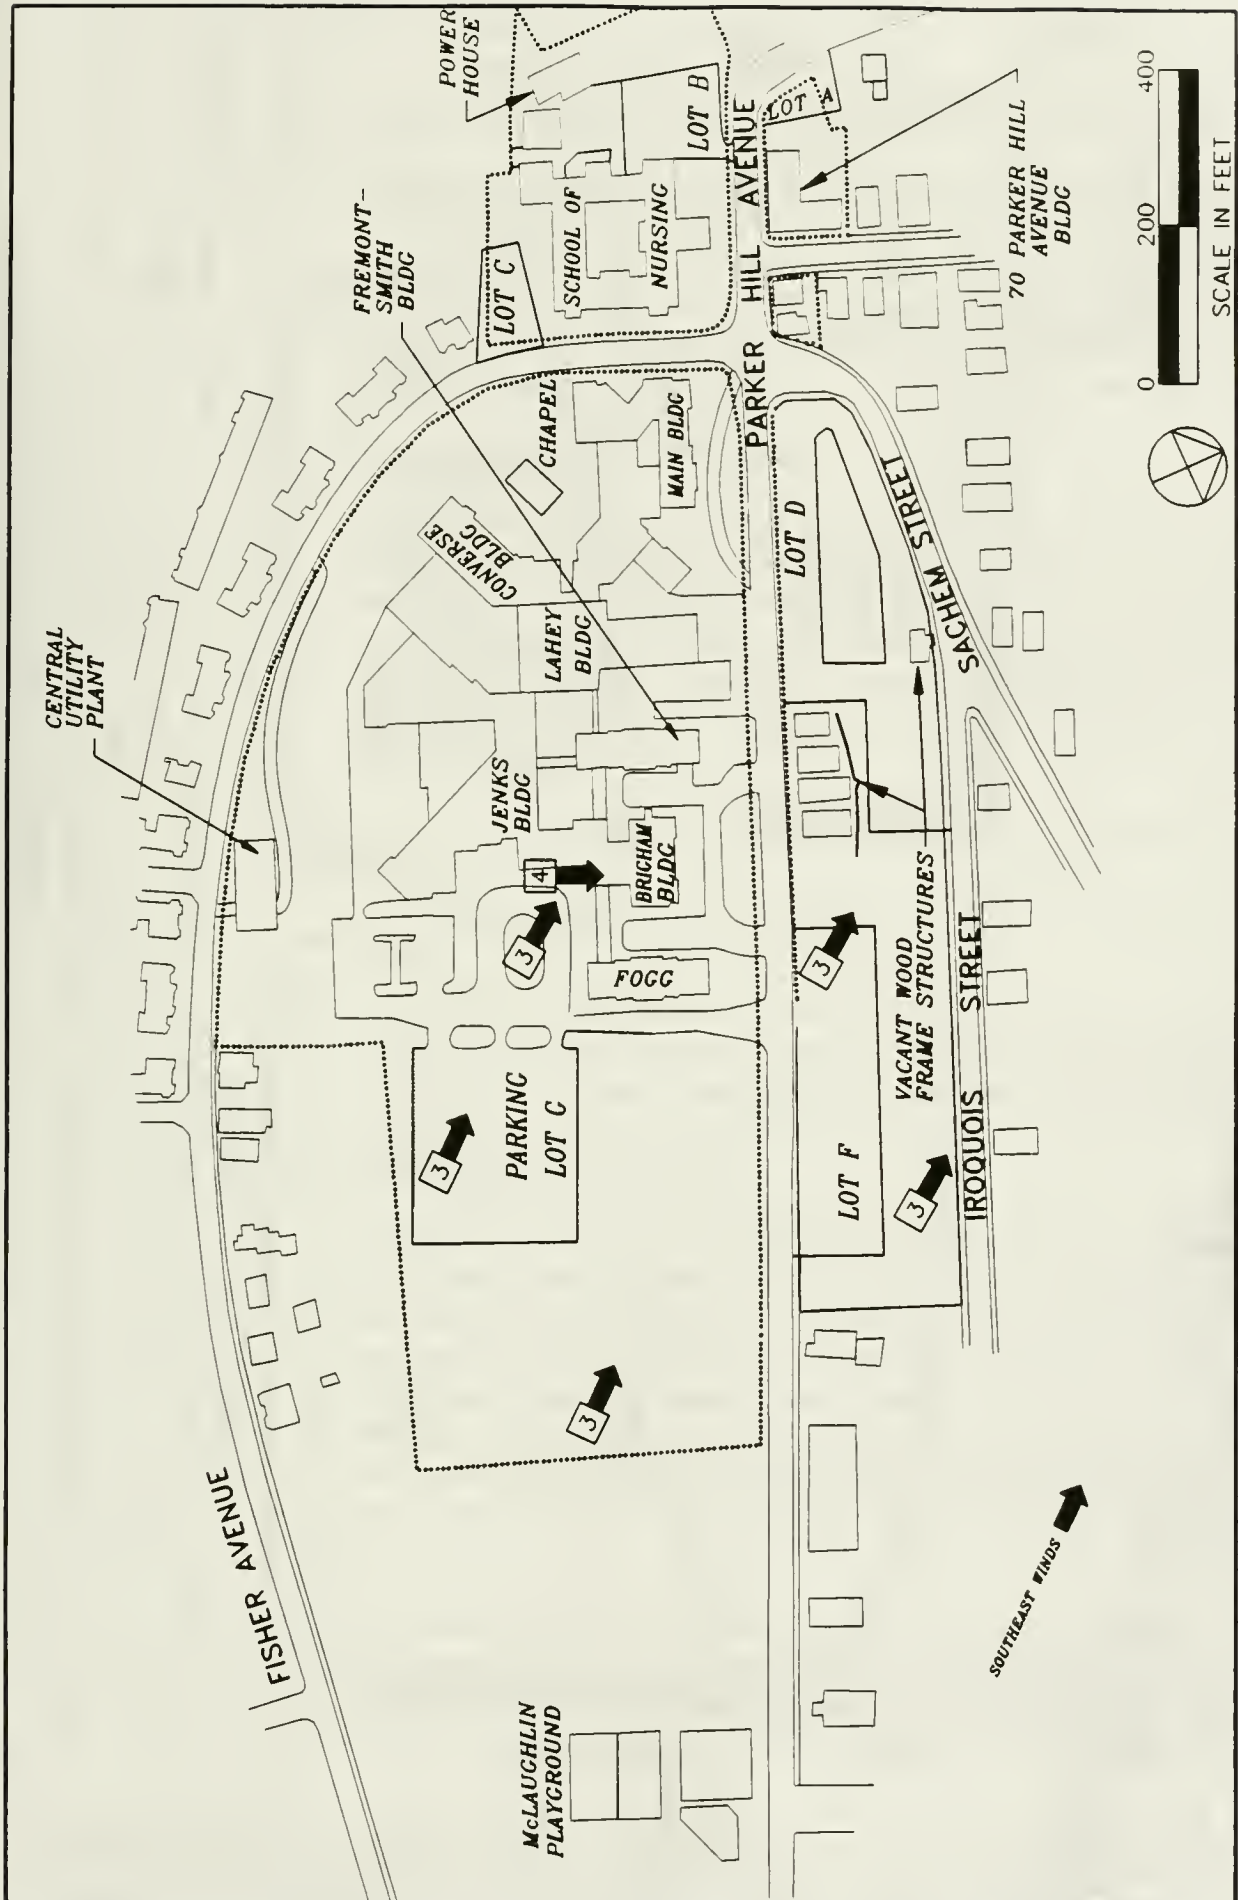 POWER
HOUSE
LOT B
LOT A
PARKER HILL AVENUE
70 PARKER HILL
AVENUE
BLDG
0 200 400
SCALE IN FEET
FREMONT-
SMITH
BLDG
LOT C
SCHOOL OF
NURSING
CHAPEL
MAIN BLDG
CONVERSE
BLDG
LAHEY
BLDG
LOT D
SACHEM STREET
CENTRAL
UTILITY
PLANT
JENKS
BLDG
BRIGHAM
BLDG
4
3
FOGG
3
VACANT WOOD
FRAME STRUCTURES
IROQUOIS STREET
PARKING
LOT C
3
LOT F
3
3
FISHER AVENUE
McLAUGHLIN
PLAYGROUND
SOUTHEAST WINDS